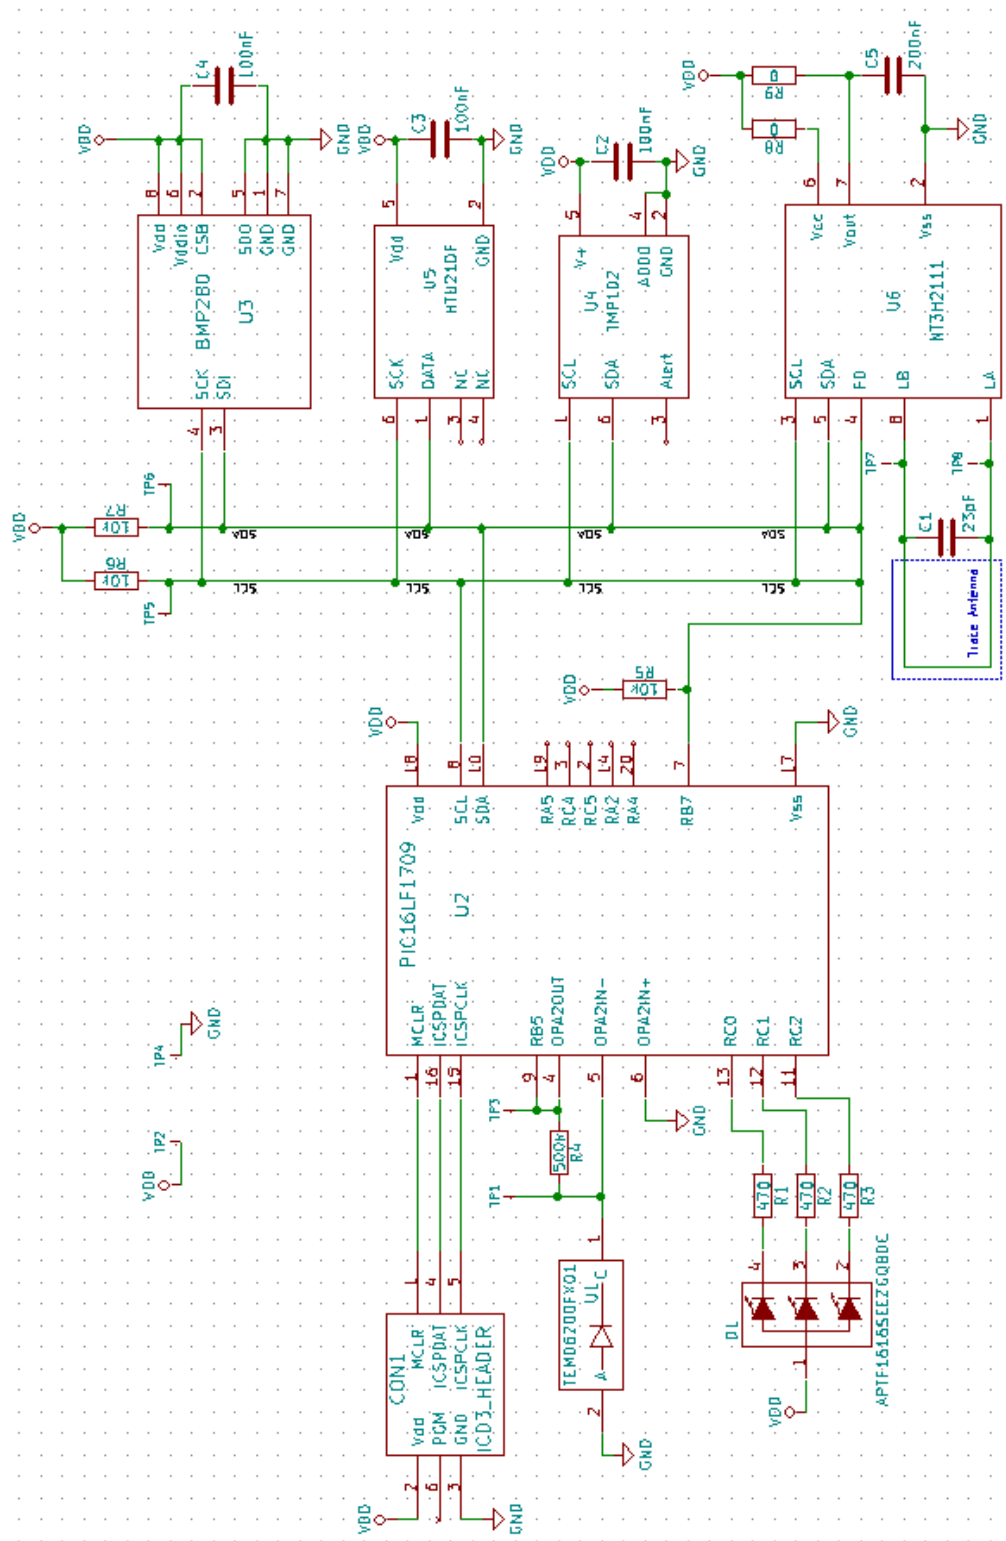 VDD
C4
100nF
GND
8
6
2
5
1
7
Vdd
Vddio
CSB
SDO
GND
GND
BMP280
U3
SCK
SDI
4
3
VDD
C3
100nF
GND
5
2
Vdd
GND
U5
HTU21DF
SCK
DATA
NC
NC
6
1
3
4
VDD
C2
100nF
GND
5
4
2
V+
ADD0
GND
U4
TMP102
SCL
SDA
Alert
1
6
3
VDD
0
R9
0
R8
C5
200nF
GND
6
7
2
Vcc
Vout
Vss
U6
NT3H2111
SCL
SDA
FD
LB
LA
3
5
4
8
1
TP7
TP8
C1
23pF
Trace Antenna
VDD
R7
10k
R6
10k
TP6
TP5
SDA
SDA
SDA
SDA
SCL
SCL
SCL
SCL
VDD
R5
10k
VDD
GND
18
8
10
19
3
2
14
20
7
17
Vdd
SCL
SDA
RA5
RC4
RC5
RA2
RA4
RB7
Vss
PIC16LF1709
U2
MCLR
ICSPDAT
ICSPCLK
RB5
OPA2OUT
OPA2IN-
OPA2IN+
RC0
RC1
RC2
1
16
15
9
4
5
6
13
12
11
TP4
GND
TP2
VDD
TP3
500k
R4
TP1
GND
470
R1
470
R2
470
R3
1
4
5
MCLR
ICSPDAT
ICSPCLK
CON1
Vdd
PGM
GND
ICD3_HEADER
2
6
3
VDD
GND
1
TEMD6200FX01
U1
C
A
2
GND
4
3
2
DL
APTF1616SEEZGQBDC
1
VDD